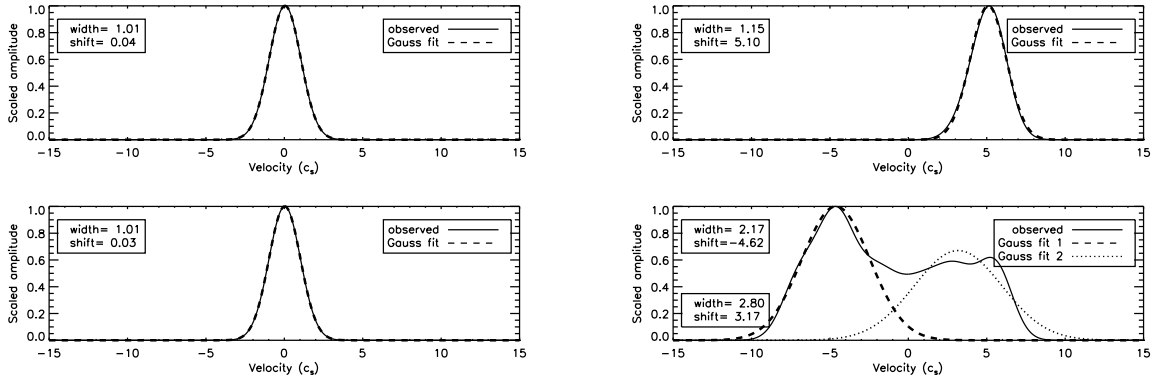 width= 1.01
shift= 0.04
observed
Gauss fit
Scaled amplitude
1.0
0.8
0.6
0.4
0.2
0.0
−15 −10 −5 0 5 10 15
Velocity (cs)
width= 1.15
shift= 5.10
observed
Gauss fit
Scaled amplitude
1.0
0.8
0.6
0.4
0.2
0.0
−15 −10 −5 0 5 10 15
Velocity (cs)
width= 1.01
shift= 0.03
observed
Gauss fit
Scaled amplitude
1.0
0.8
0.6
0.4
0.2
0.0
−15 −10 −5 0 5 10 15
Velocity (cs)
width= 2.17
shift=−4.62
observed
Gauss fit 1
Gauss fit 2
width= 2.80
shift= 3.17
Scaled amplitude
1.0
0.8
0.6
0.4
0.2
0.0
−15 −10 −5 0 5 10 15
Velocity (cs)